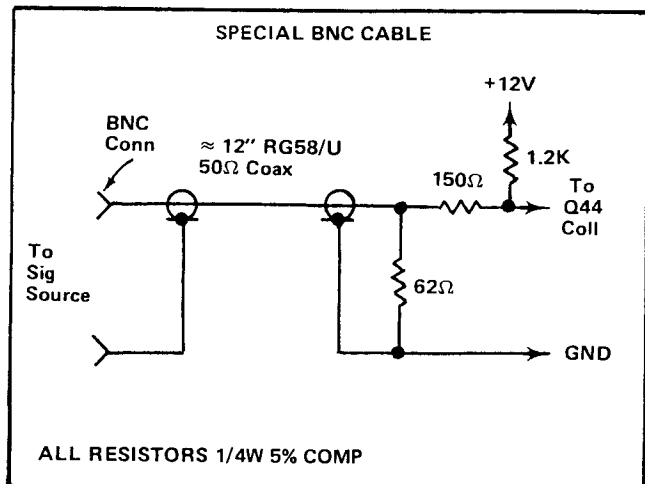 SPECIAL BNC CABLE
+12V
BNC
Conn
≈ 12" RG58/U
50Ω Coax
1.2K
150Ω
To
Q44
Coll
To
Sig
Source
62Ω
GND
ALL RESISTORS 1/4W 5% COMP